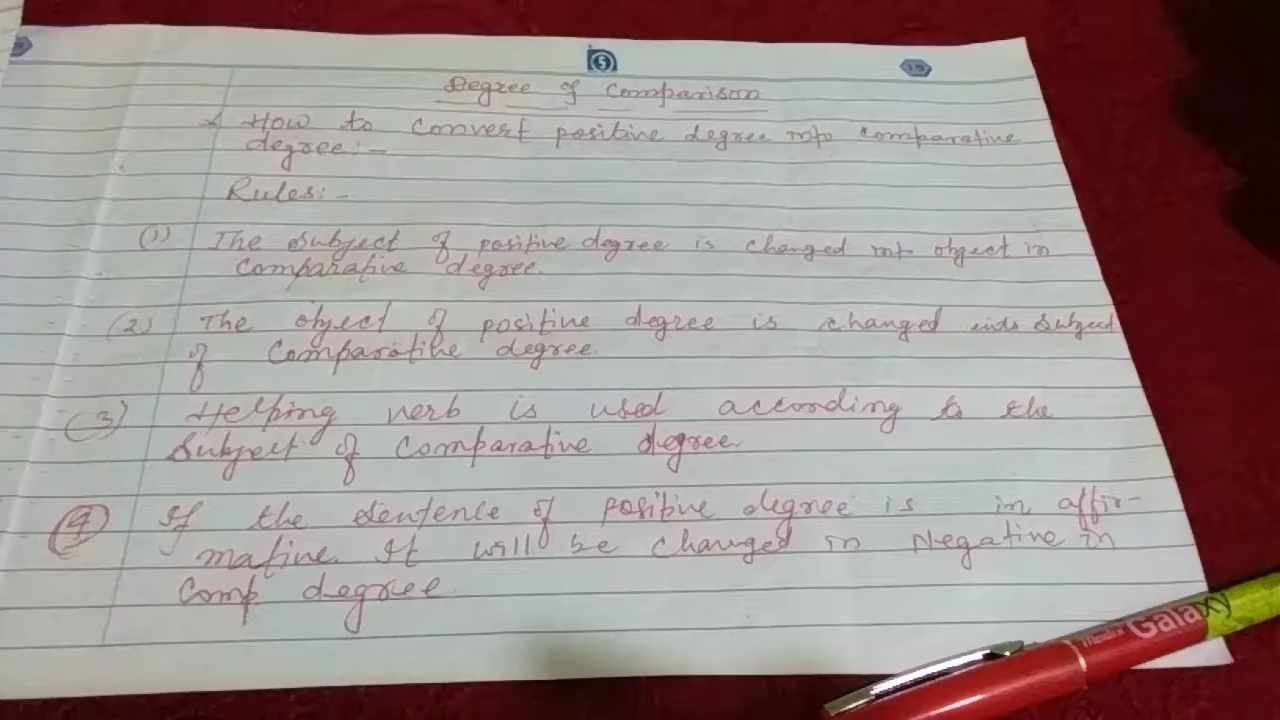 Degree of Comparison
How to convert positive degree into comparative
degree:-
Rules:-
(1) The subject of positive degree is changed int object in
comparative degree.
(2) The object of positive degree is changed into subject
of Comparative degree.
(3) Helping verb is used according to the
subject of comparative degree.
(4) If the sentence of positive degree is in affir-
mative. It will be changed in Negative in
Comp degree
Galaxy